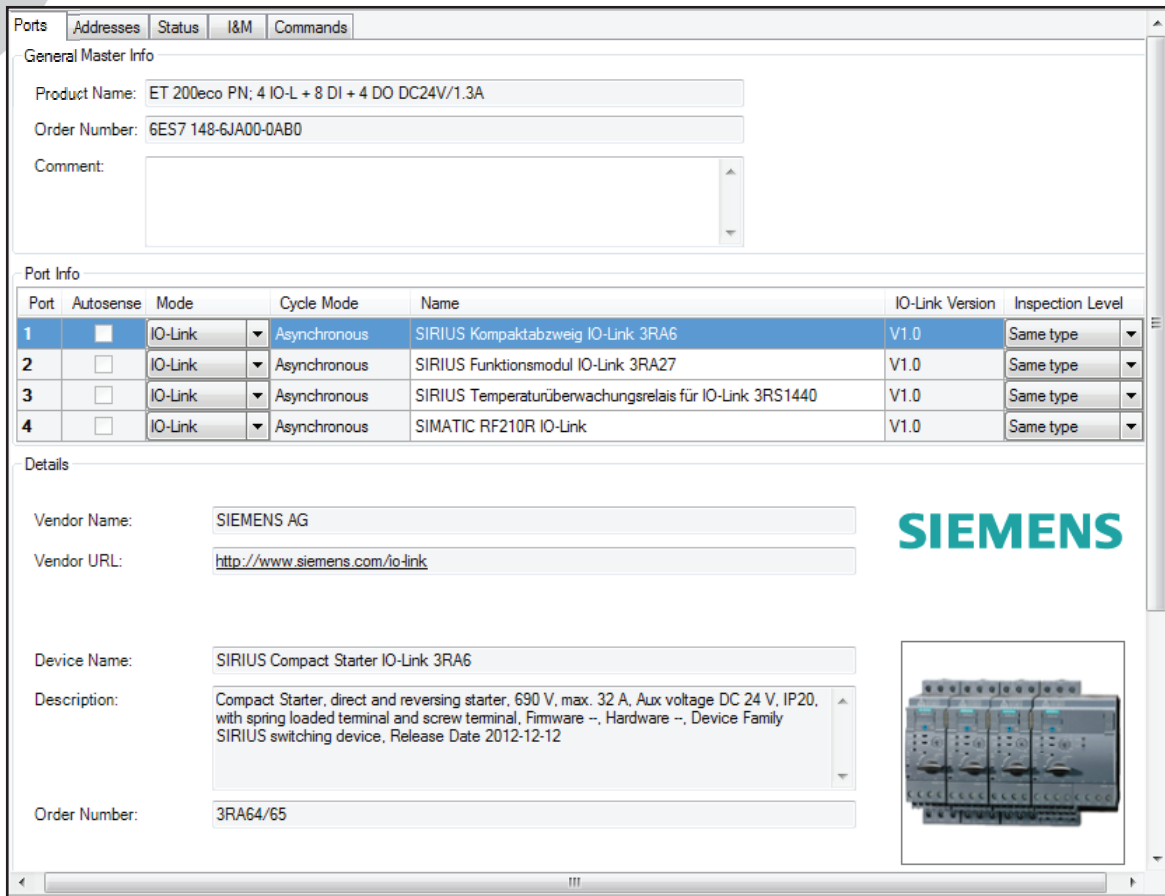 Ports Addresses Status I&M Commands
General Master Info
Product Name: ET 200eco PN; 4 IO-L + 8 DI + 4 DO DC24V/1.3A
Order Number: 6ES7 148-6JA00-0AB0
Comment:
Port Info
Port Autosense Mode Cycle Mode Name IO-Link Version Inspection Level
1 IO-Link Asynchronous SIRIUS Kompaktabzweig IO-Link 3RA6 V1.0 Same type
2 IO-Link Asynchronous SIRIUS Funktionsmodul IO-Link 3RA27 V1.0 Same type
3 IO-Link Asynchronous SIRIUS Temperaturüberwachungsrelais für IO-Link 3RS1440 V1.0 Same type
4 IO-Link Asynchronous SIMATIC RF210R IO-Link V1.0 Same type
Details
Vendor Name: SIEMENS AG
SIEMENS
Vendor URL: http://www.siemens.com/io-link
Device Name: SIRIUS Compact Starter IO-Link 3RA6
Description: Compact Starter, direct and reversing starter, 690 V, max. 32 A, Aux voltage DC 24 V, IP20,
with spring loaded terminal and screw terminal, Firmware --, Hardware --, Device Family
SIRIUS switching device, Release Date 2012-12-12
Order Number: 3RA64/65